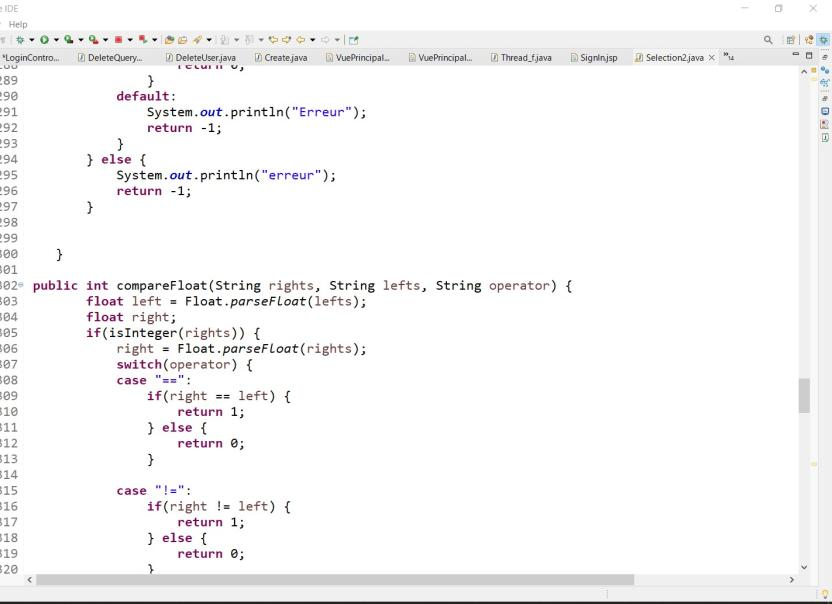 e IDE
Help
*LoginContro... DeleteQuery... DeleteUser.java Create.java VuePrincipal... VuePrincipal... Thread_f.java SignIn.jsp Selection2.java 14
288 return 0;
289 }
290 default:
291 System.out.println("Erreur");
292 return -1;
293 }
294 } else {
295 System.out.println("erreur");
296 return -1;
297 }
298
299
300 }
301
302 public int compareFloat(String rights, String lefts, String operator) {
303 float left = Float.parseFloat(lefts);
304 float right;
305 if(isInteger(rights)) {
306 right = Float.parseFloat(rights);
307 switch(operator) {
308 case "==":
309 if(right == left) {
310 return 1;
311 } else {
312 return 0;
313 }
314
315 case "!=":
316 if(right != left) {
317 return 1;
318 } else {
319 return 0;
320 }